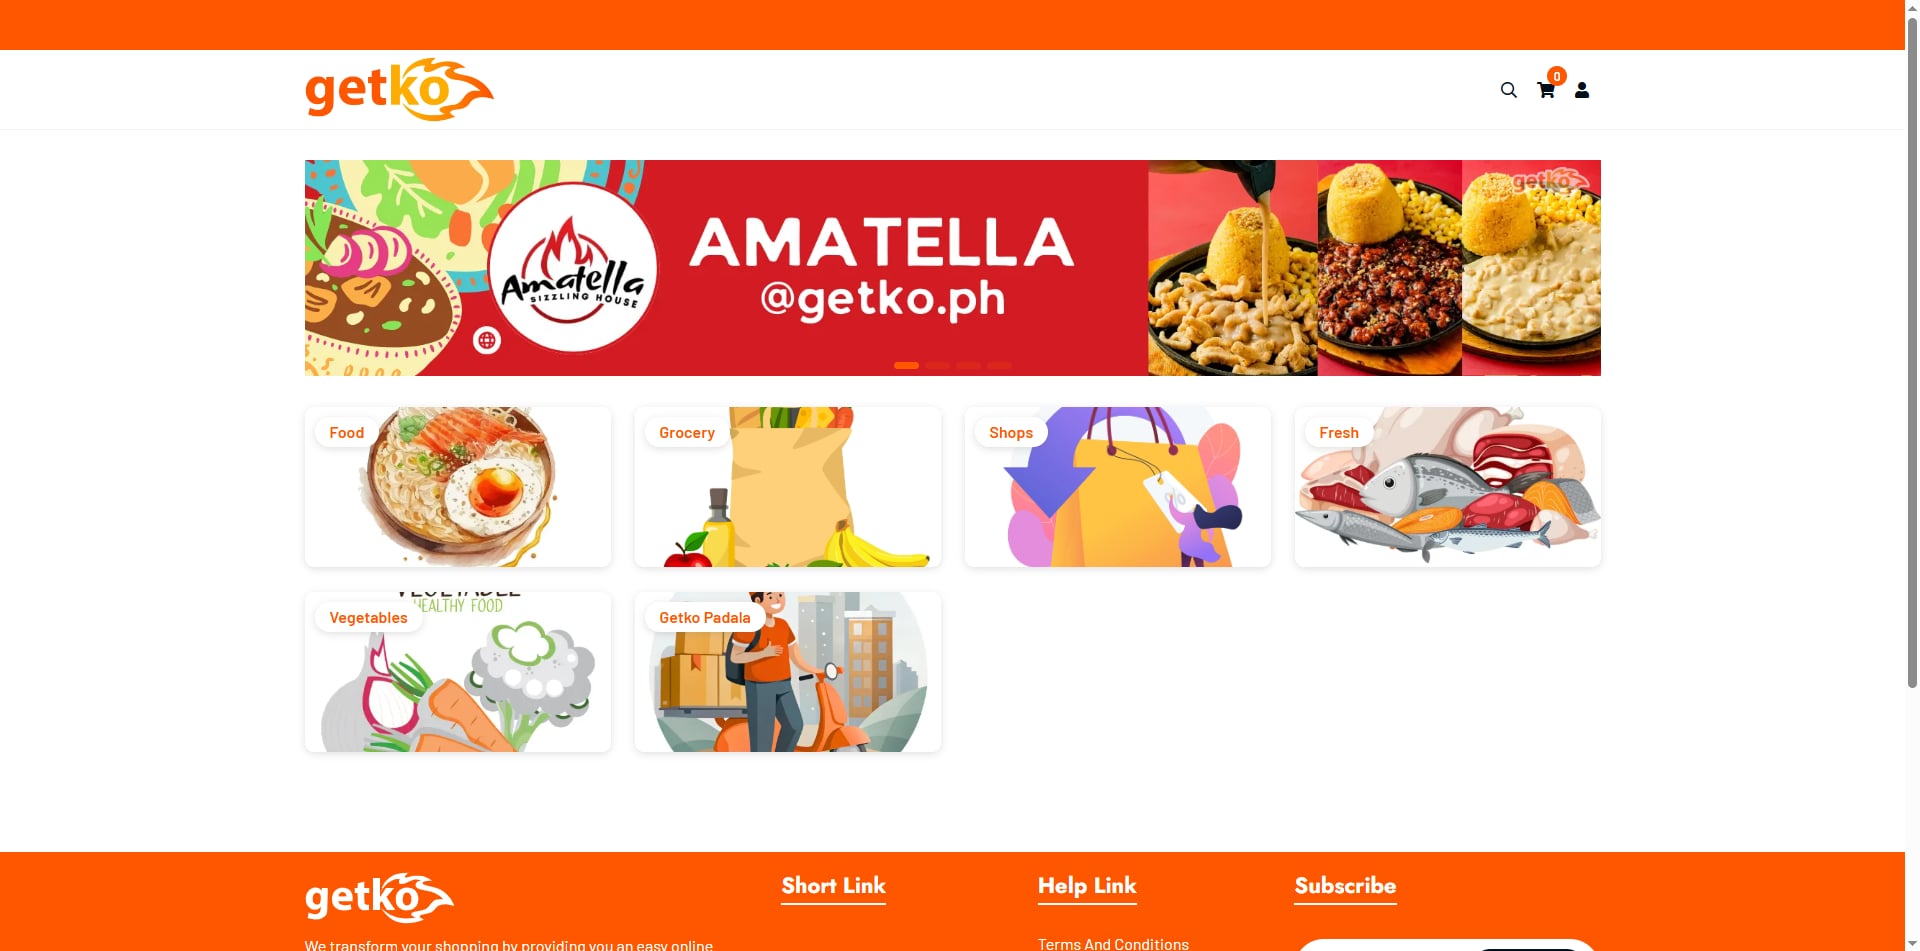 getko
0
getko
Amatella
SIZZLING HOUSE
AMATELLA
@getko.ph
Food
Grocery
Shops
Fresh
Vegetables
HEALTHY FOOD
Getko Padala
getko
Short Link
Help Link
Subscribe
We transform your shopping by providing you an easy online
Terms And Conditions